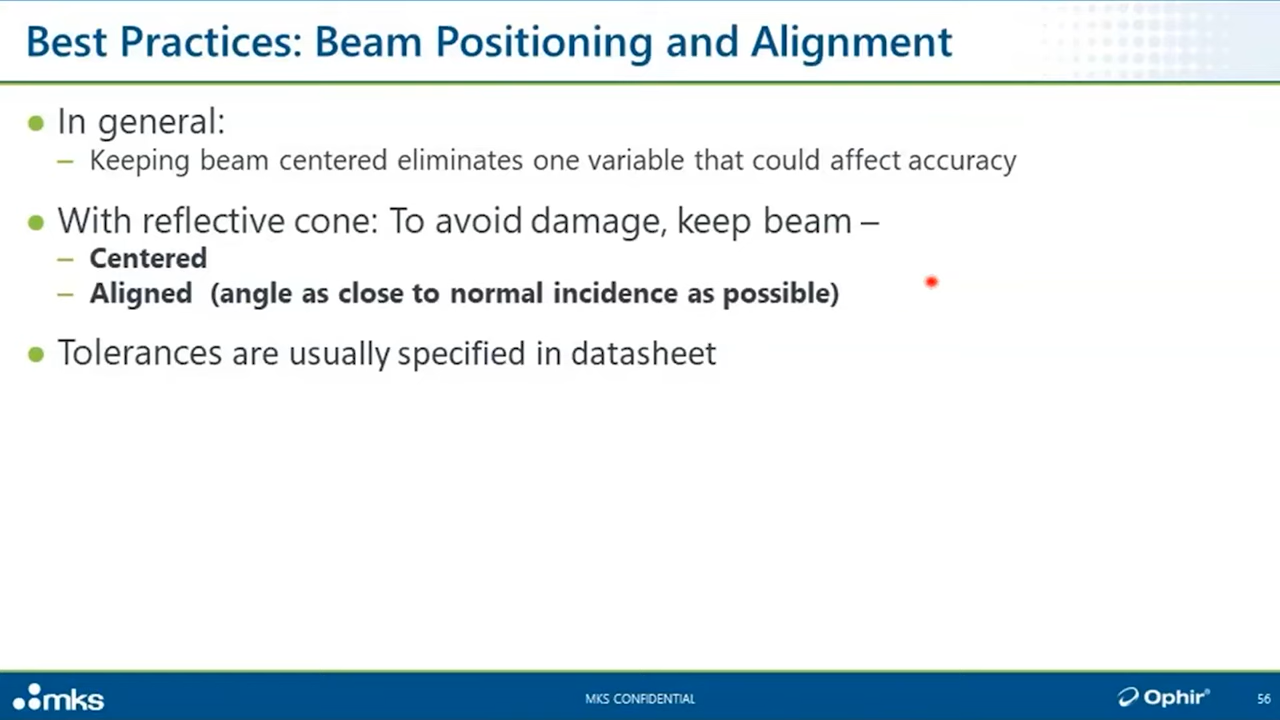 Best Practices: Beam Positioning and Alignment
● In general:
– Keeping beam centered eliminates one variable that could affect accuracy
● With reflective cone: To avoid damage, keep beam –
– Centered
– Aligned (angle as close to normal incidence as possible)
● Tolerances are usually specified in datasheet
mks
MKS CONFIDENTIAL
Ophir®
56